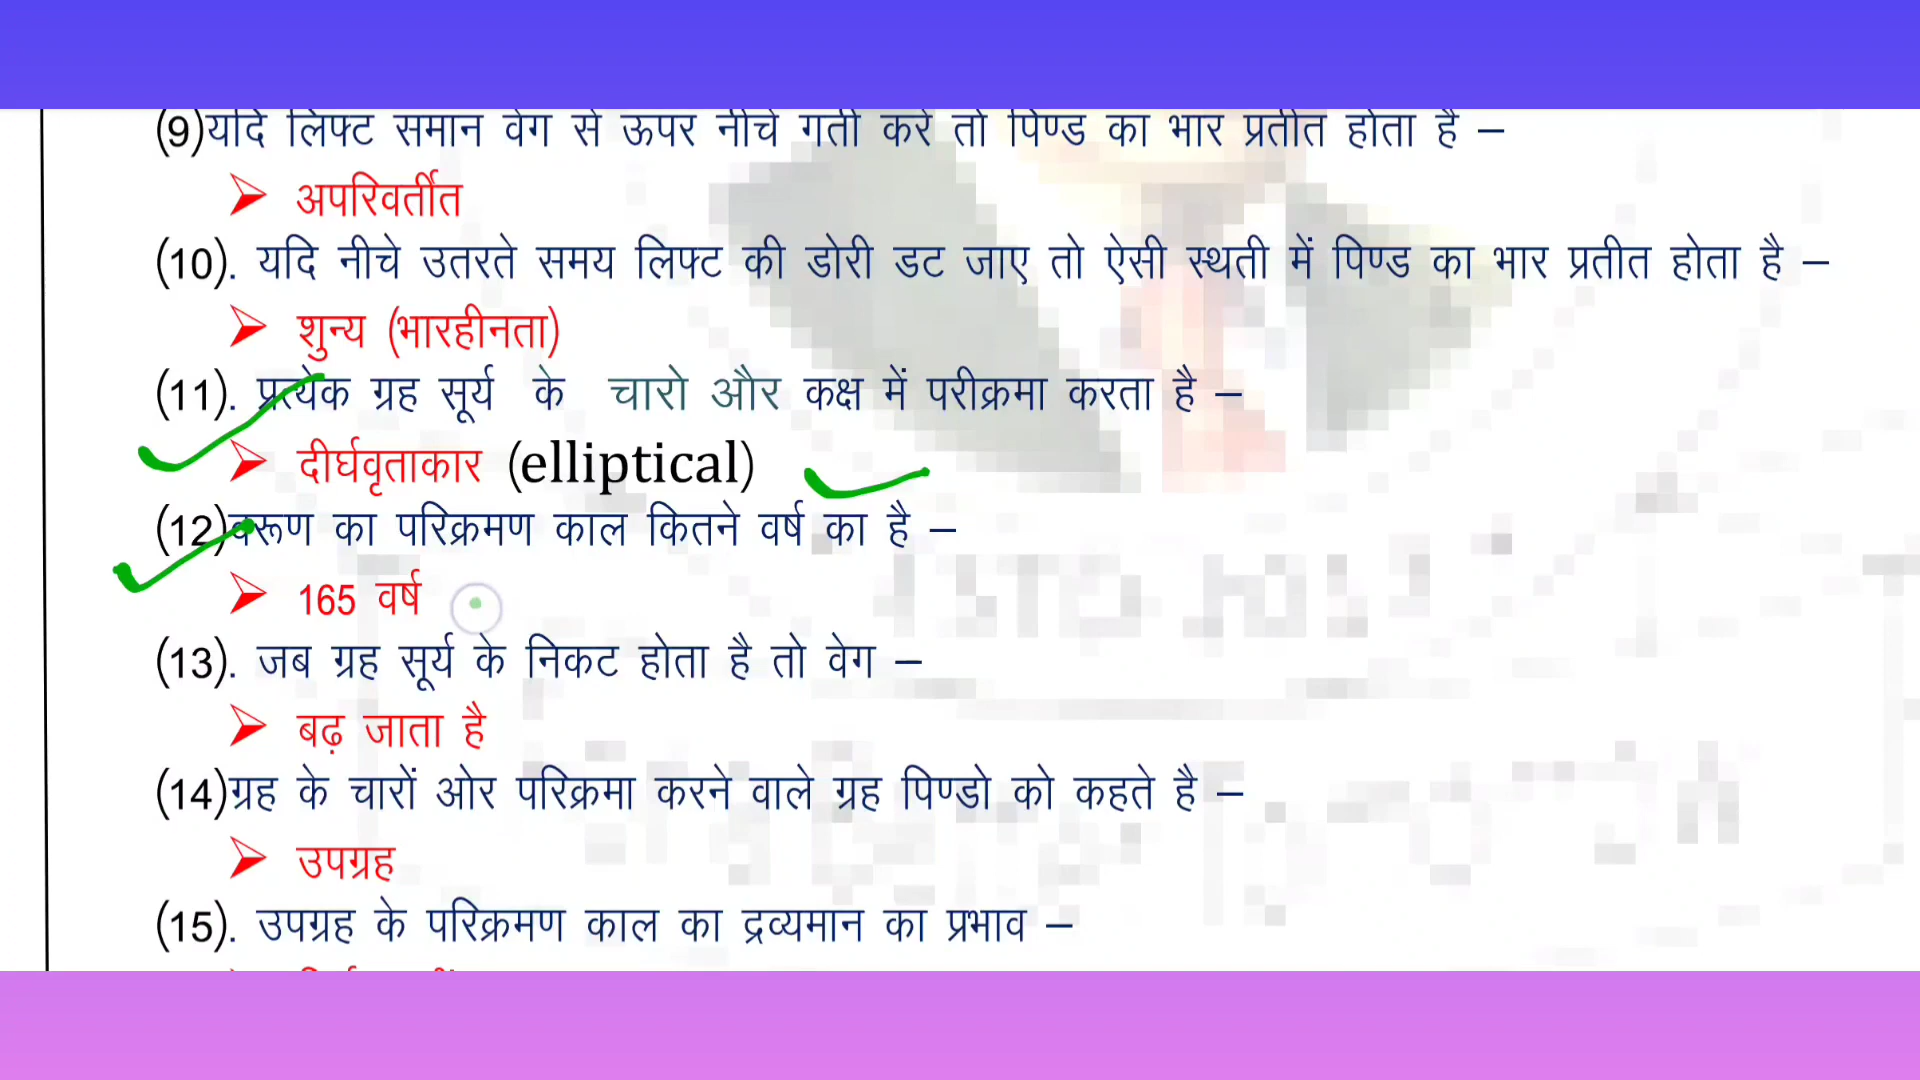 (9)यदि लिफ्ट समान वेग से ऊपर नीचे गती करे तो पिण्ड का भार प्रतीत होता है –
➢ अपरिवर्तीत
(10). यदि नीचे उतरते समय लिफ्ट की डोरी डट जाए तो ऐसी स्थती में पिण्ड का भार प्रतीत होता है –
➢ शुन्य (भारहीनता)
(11). प्रत्येक ग्रह सूर्य के चारो और कक्ष में परीक्रमा करता है –
➢ दीर्घवृताकार (elliptical)
(12)वरूण का परिक्रमण काल कितने वर्ष का है –
➢ 165 वर्ष
(13). जब ग्रह सूर्य के निकट होता है तो वेग –
➢ बढ़ जाता है
(14)ग्रह के चारों ओर परिक्रमा करने वाले ग्रह पिण्डो को कहते है –
➢ उपग्रह
(15). उपग्रह के परिक्रमण काल का द्रव्यमान का प्रभाव –